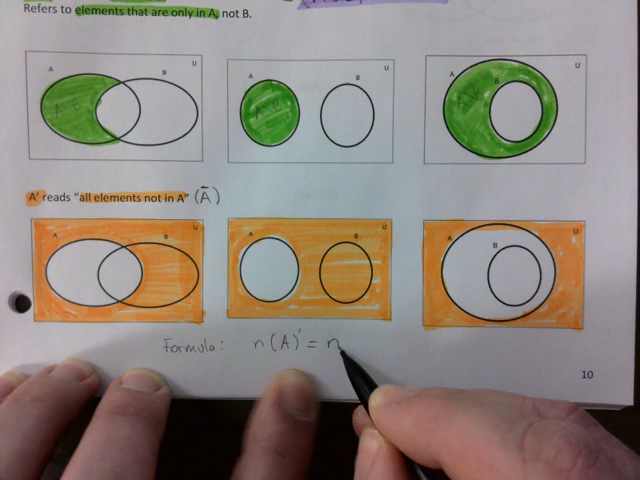 Refers to elements that are only in A, not B.
A B U
A B U
A B U
A' reads "all elements not in A" (A̅)
A B U
A B U
A B U
Formula: n(A)' = n
10